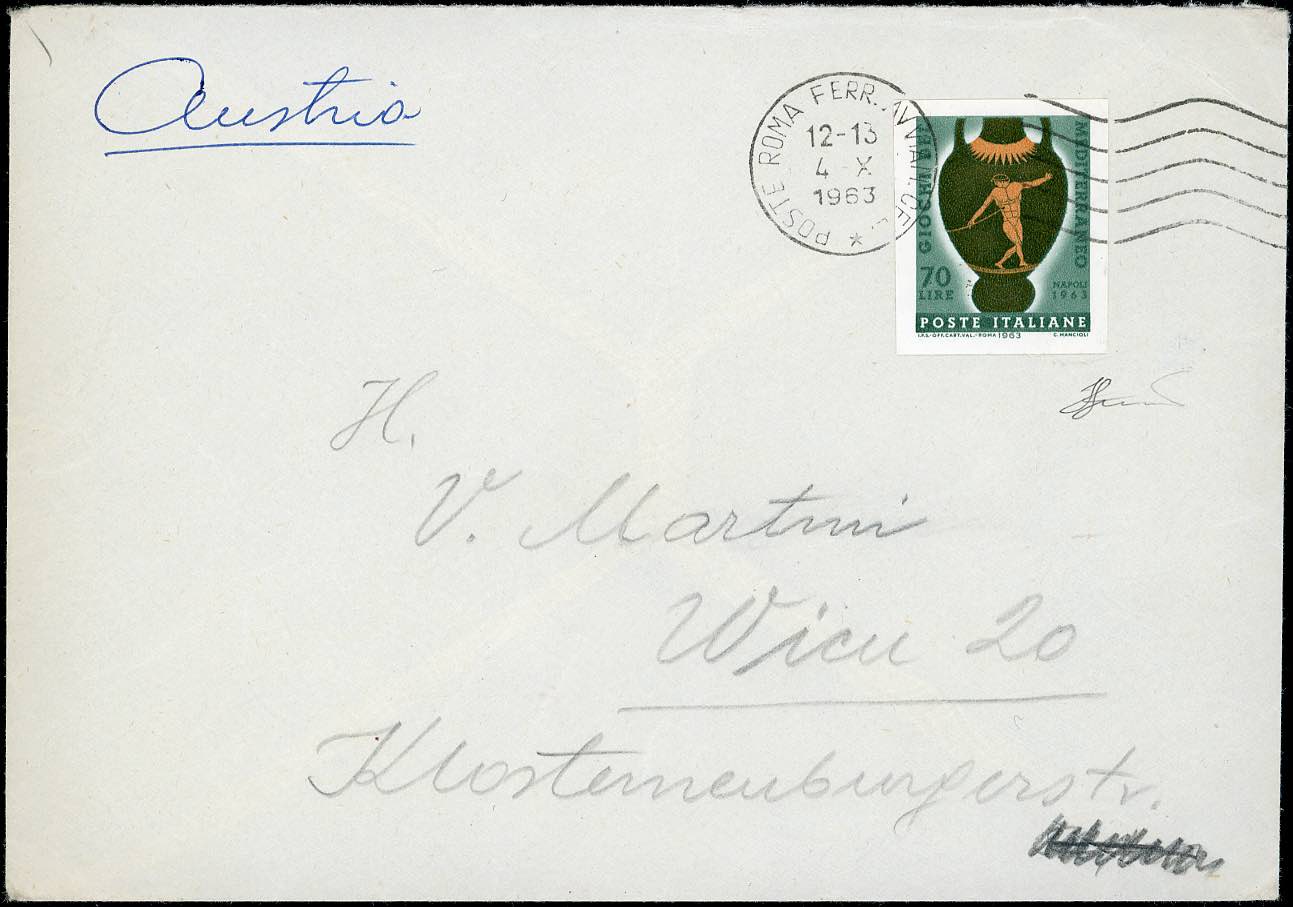 Austria
POSTE ROMA FERR.
12-13
4 X
1963
GIOCHI DEL
MEDITERRANEO
70
LIRE
NAPOLI
1963
POSTE ITALIANE
I.P.S.-OFF.CART.VAL.-ROMA 1963 C. MANCIOLI
H.
V. Martini
Wien 20
Klosterneuburgerstr.